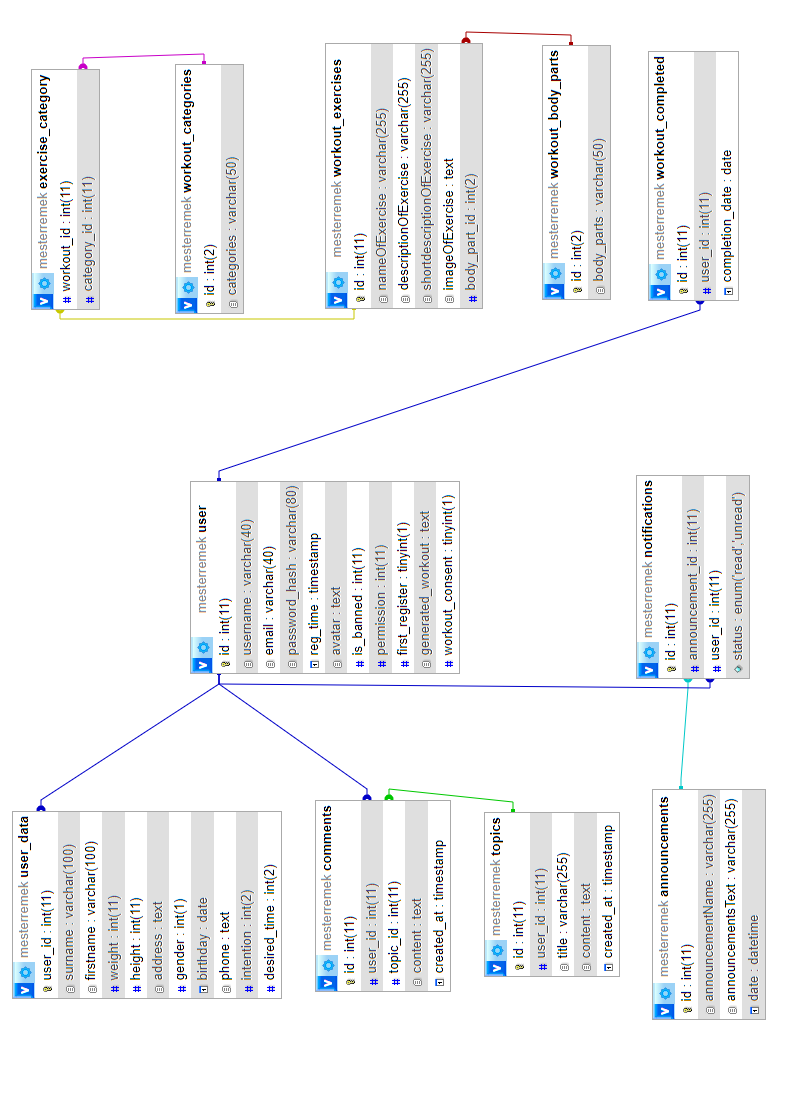 v mesterremek exercise_category
# workout_id : int(11)
# category_id : int(11)
v mesterremek workout_categories
id : int(2)
categories : varchar(50)
v mesterremek workout_exercises
id : int(11)
nameOfExercise : varchar(255)
descriptionOfExercise : varchar(255)
shortdescriptionOfExercise : varchar(255)
imageOfExercise : text
# body_part_id : int(2)
v mesterremek workout_body_parts
id : int(2)
body_parts : varchar(50)
v mesterremek workout_completed
id : int(11)
# user_id : int(11)
completion_date : date
v mesterremek user
id : int(11)
username : varchar(40)
email : varchar(40)
password_hash : varchar(80)
reg_time : timestamp
avatar : text
# is_banned : int(11)
# permission : int(11)
# first_register : tinyint(1)
generated_workout : text
# workout_consent : tinyint(1)
v mesterremek notifications
id : int(11)
# announcement_id : int(11)
# user_id : int(11)
status : enum('read','unread')
v mesterremek user_data
user_id : int(11)
surname : varchar(100)
firstname : varchar(100)
# weight : int(11)
# height : int(11)
address : text
# gender : int(1)
birthday : date
phone : text
# intention : int(2)
# desired_time : int(2)
v mesterremek comments
id : int(11)
# user_id : int(11)
# topic_id : int(11)
content : text
created_at : timestamp
v mesterremek topics
id : int(11)
# user_id : int(11)
title : varchar(255)
content : text
created_at : timestamp
v mesterremek announcements
id : int(11)
announcementName : varchar(255)
announcementsText : varchar(255)
date : datetime